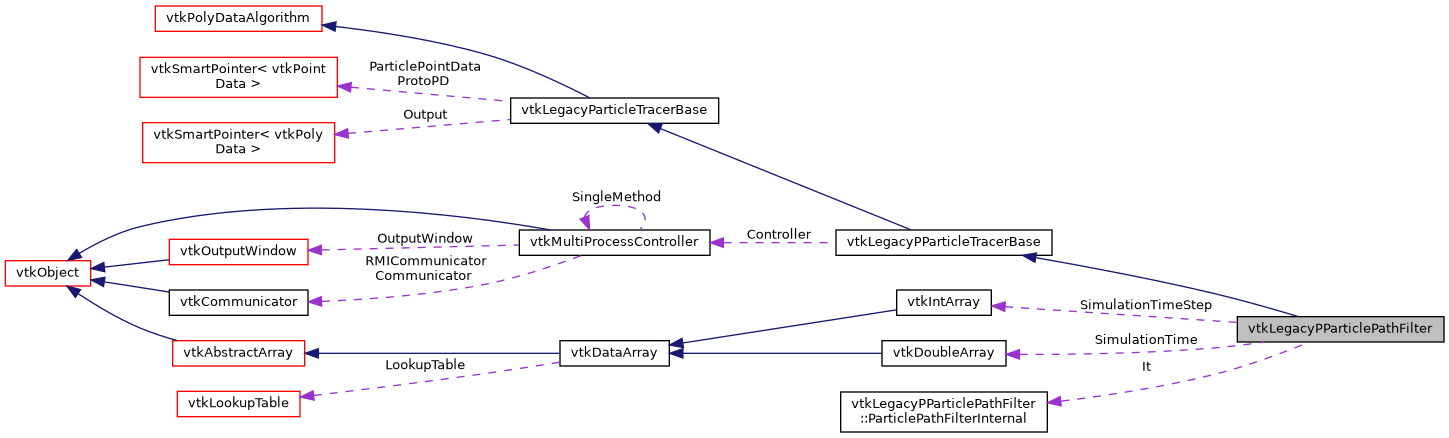 vtkPolyDataAlgorithm
vtkSmartPointer< vtkPoint
Data >
ParticlePointData
ProtoPD
vtkLegacyParticleTracerBase
Output
vtkSmartPointer< vtkPoly
Data >
SingleMethod
OutputWindow
vtkMultiProcessController
Controller
vtkLegacyPParticleTracerBase
vtkOutputWindow
RMICommunicator
Communicator
vtkObject
vtkCommunicator
vtkIntArray
SimulationTimeStep
vtkLegacyPParticlePathFilter
vtkAbstractArray
vtkDataArray
vtkDoubleArray
SimulationTime
LookupTable
It
vtkLookupTable
vtkLegacyPParticlePathFilter
::ParticlePathFilterInternal